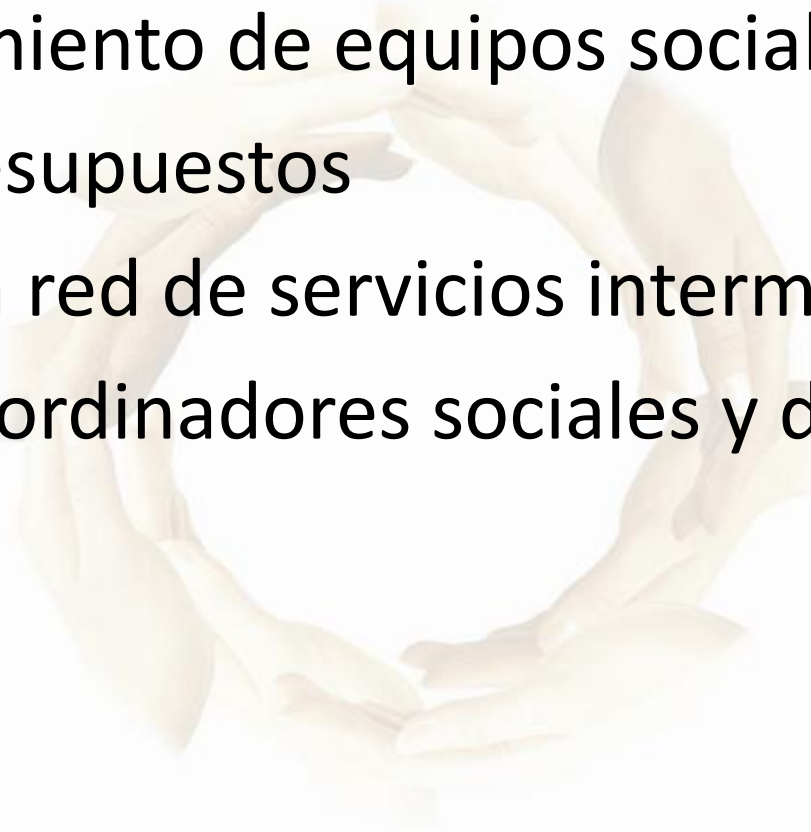 miento de equipos social
supuestos
red de servicios interm
ordinadores sociales y d